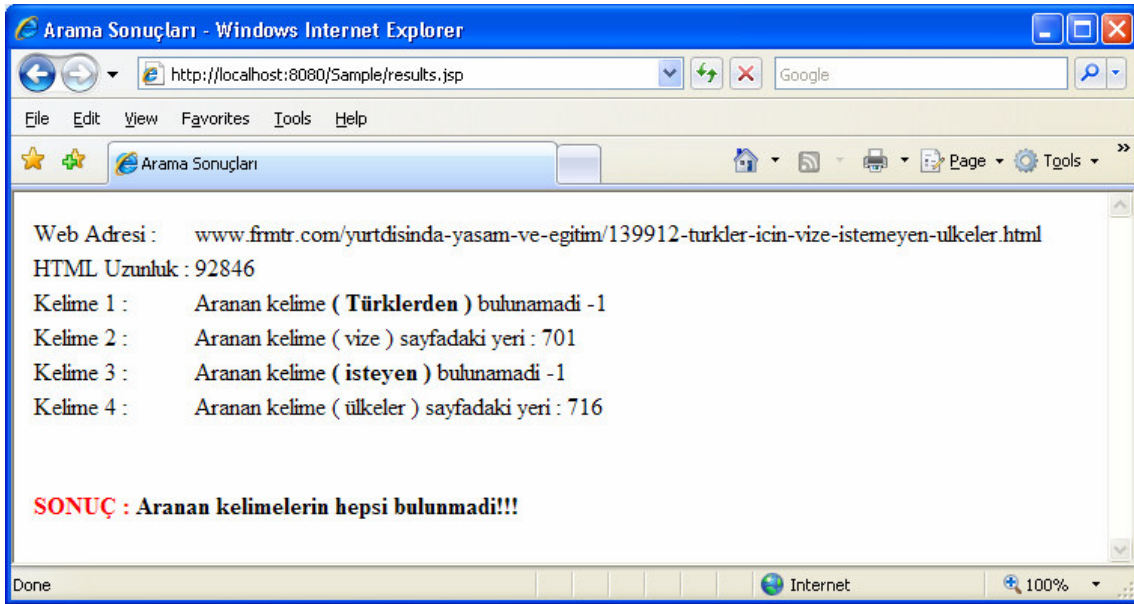 Arama Sonuçları - Windows Internet Explorer
http://localhost:8080/Sample/results.jsp Google
File Edit View Favorites Tools Help
Arama Sonuçları Page Tools »
Web Adresi : www.frmtr.com/yurtdisinda-yasam-ve-egitim/139912-turkler-icin-vize-istemeyen-ulkeler.html
HTML Uzunluk : 92846
Kelime 1 : Aranan kelime ( Türklerden ) bulunamadi -1
Kelime 2 : Aranan kelime ( vize ) sayfadaki yeri : 701
Kelime 3 : Aranan kelime ( isteyen ) bulunamadi -1
Kelime 4 : Aranan kelime ( ülkeler ) sayfadaki yeri : 716
SONUÇ : Aranan kelimelerin hepsi bulunmadi!!!
Done Internet 100%